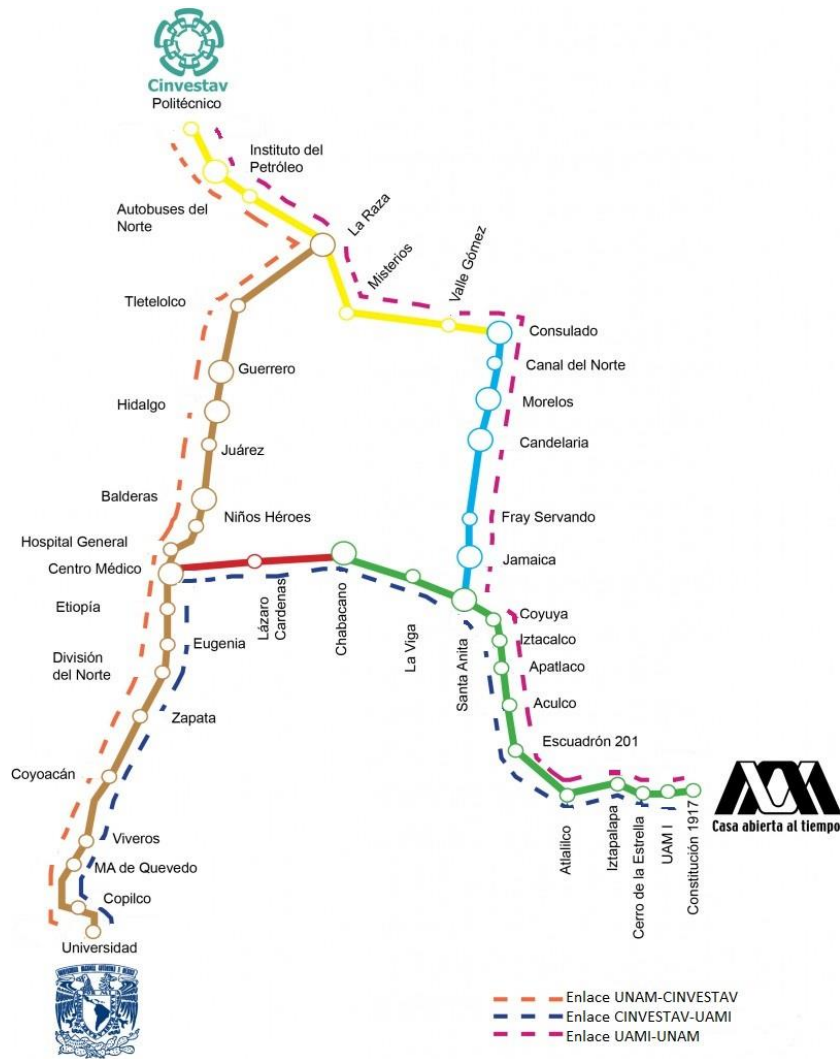 Cinvestav
Politécnico
Instituto del
Petróleo
Autobuses del
Norte
La Raza
Misterios
Valle Gómez
Tletelolco
Consulado
Canal del Norte
Guerrero
Morelos
Hidalgo
Candelaria
Juárez
Balderas
Niños Héroes
Fray Servando
Hospital General
Jamaica
Centro Médico
Etiopía
Eugenia
Lázaro
Cardenas
Chabacano
La Viga
Santa Anita
Coyuya
Iztacalco
División
del Norte
Apatlaco
Aculco
Zapata
Escuadrón 201
Coyoacán
Casa abierta al tiempo
Viveros
Atlalilco
Iztapalapa
Cerro de la Estrella
UAM I
Constitución 1917
MA de Quevedo
Copilco
Universidad
Enlace UNAM-CINVESTAV
Enlace CINVESTAV-UAMI
Enlace UAMI-UNAM